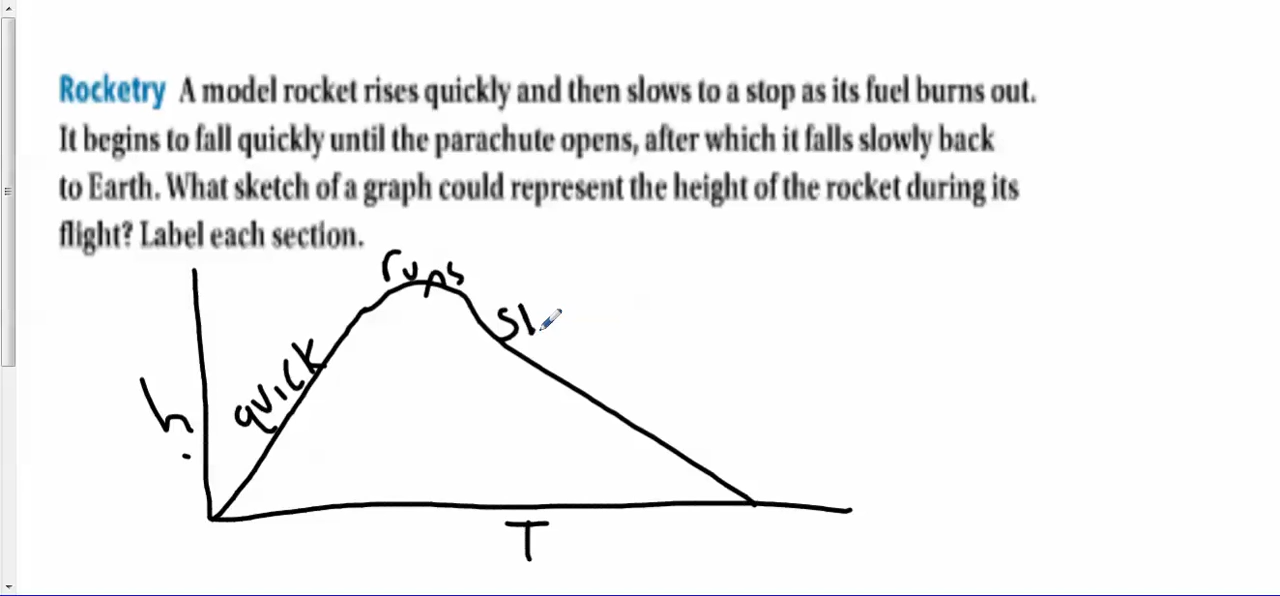 Rocketry A model rocket rises quickly and then slows to a stop as its fuel burns out.
It begins to fall quickly until the parachute opens, after which it falls slowly back
to Earth. What sketch of a graph could represent the height of the rocket during its
flight? Label each section.
rups
Sl
quick
h
T